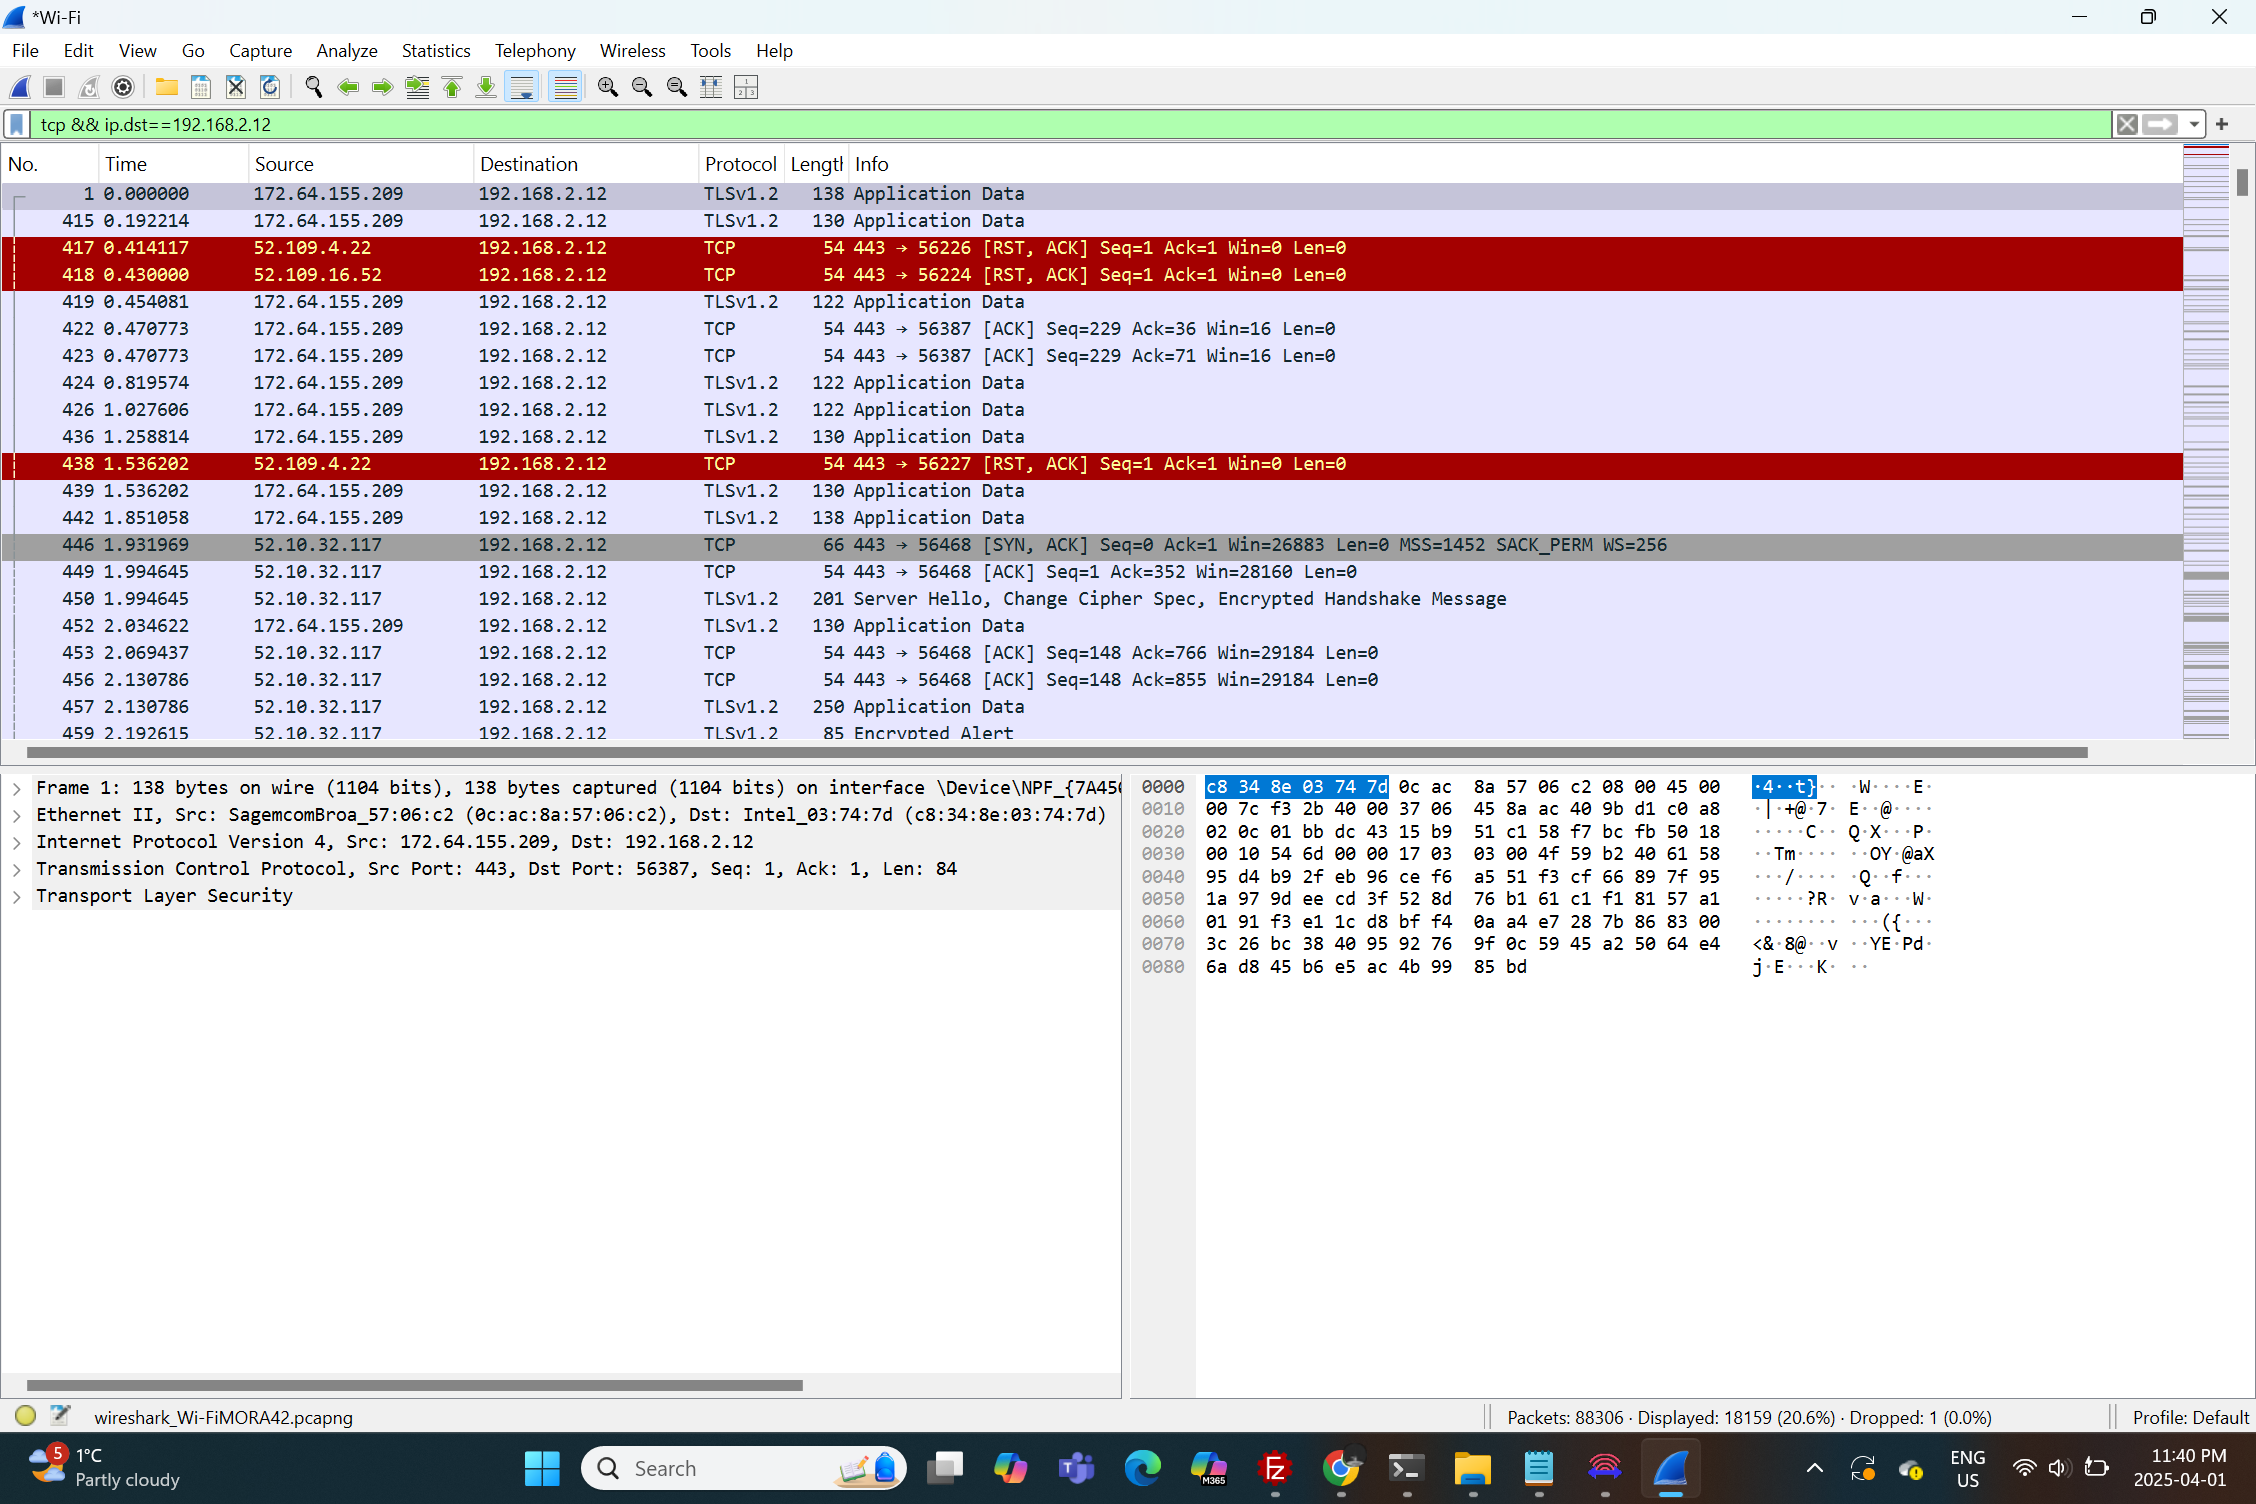 *Wi-Fi
File Edit View Go Capture Analyze Statistics Telephony Wireless Tools Help
tcp && ip.dst==192.168.2.12
No. Time Source Destination Protocol Length Info
1 0.000000 172.64.155.209 192.168.2.12 TLSv1.2 138 Application Data
415 0.192214 172.64.155.209 192.168.2.12 TLSv1.2 130 Application Data
417 0.414117 52.109.4.22 192.168.2.12 TCP 54 443 → 56226 [RST, ACK] Seq=1 Ack=1 Win=0 Len=0
418 0.430000 52.109.16.52 192.168.2.12 TCP 54 443 → 56224 [RST, ACK] Seq=1 Ack=1 Win=0 Len=0
419 0.454081 172.64.155.209 192.168.2.12 TLSv1.2 122 Application Data
422 0.470773 172.64.155.209 192.168.2.12 TCP 54 443 → 56387 [ACK] Seq=229 Ack=36 Win=16 Len=0
423 0.470773 172.64.155.209 192.168.2.12 TCP 54 443 → 56387 [ACK] Seq=229 Ack=71 Win=16 Len=0
424 0.819574 172.64.155.209 192.168.2.12 TLSv1.2 122 Application Data
426 1.027606 172.64.155.209 192.168.2.12 TLSv1.2 122 Application Data
436 1.258814 172.64.155.209 192.168.2.12 TLSv1.2 130 Application Data
438 1.536202 52.109.4.22 192.168.2.12 TCP 54 443 → 56227 [RST, ACK] Seq=1 Ack=1 Win=0 Len=0
439 1.536202 172.64.155.209 192.168.2.12 TLSv1.2 130 Application Data
442 1.851058 172.64.155.209 192.168.2.12 TLSv1.2 138 Application Data
446 1.931969 52.10.32.117 192.168.2.12 TCP 66 443 → 56468 [SYN, ACK] Seq=0 Ack=1 Win=26883 Len=0 MSS=1452 SACK_PERM WS=256
449 1.994645 52.10.32.117 192.168.2.12 TCP 54 443 → 56468 [ACK] Seq=1 Ack=352 Win=28160 Len=0
450 1.994645 52.10.32.117 192.168.2.12 TLSv1.2 201 Server Hello, Change Cipher Spec, Encrypted Handshake Message
452 2.034622 172.64.155.209 192.168.2.12 TLSv1.2 130 Application Data
453 2.069437 52.10.32.117 192.168.2.12 TCP 54 443 → 56468 [ACK] Seq=148 Ack=766 Win=29184 Len=0
456 2.130786 52.10.32.117 192.168.2.12 TCP 54 443 → 56468 [ACK] Seq=148 Ack=855 Win=29184 Len=0
457 2.130786 52.10.32.117 192.168.2.12 TLSv1.2 250 Application Data
459 2.192615 52.10.32.117 192.168.2.12 TLSv1.2 85 Encrypted Alert
Frame 1: 138 bytes on wire (1104 bits), 138 bytes captured (1104 bits) on interface \Device\NPF_{7A45
Ethernet II, Src: SagemcomBroa_57:06:c2 (0c:ac:8a:57:06:c2), Dst: Intel_03:74:7d (c8:34:8e:03:74:7d)
Internet Protocol Version 4, Src: 172.64.155.209, Dst: 192.168.2.12
Transmission Control Protocol, Src Port: 443, Dst Port: 56387, Seq: 1, Ack: 1, Len: 84
Transport Layer Security
0000 c8 34 8e 03 74 7d 0c ac 8a 57 06 c2 08 00 45 00 ·4··t}·· ·W····E·
0010 00 7c f3 2b 40 00 37 06 45 8a ac 40 9b d1 c0 a8 ·|·+@·7· E··@····
0020 02 0c 01 bb dc 43 15 b9 51 c1 58 f7 bc fb 50 18 ·····C·· Q·X···P·
0030 00 10 54 6d 00 00 17 03 03 00 4f 59 b2 40 61 58 ··Tm···· ··OY·@aX
0040 95 d4 b9 2f eb 96 ce f6 a5 51 f3 cf 66 89 7f 95 ···/···· ·Q··f···
0050 1a 97 9d ee cd 3f 52 8d 76 b1 61 c1 f1 81 57 a1 ·····?R· v·a···W·
0060 01 91 f3 e1 1c d8 bf f4 0a a4 e7 28 7b 86 83 00 ········ ···({···
0070 3c 26 bc 38 40 95 92 76 9f 0c 59 45 a2 50 64 e4 <&·8@··v ··YE·Pd·
0080 6a d8 45 b6 e5 ac 4b 99 85 bd j·E···K· ··
wireshark_Wi-FiMORA42.pcapng Packets: 88306 · Displayed: 18159 (20.6%) · Dropped: 1 (0.0%) Profile: Default
5 1°C
Partly cloudy
Search
M365
ENG
US
11:40 PM
2025-04-01